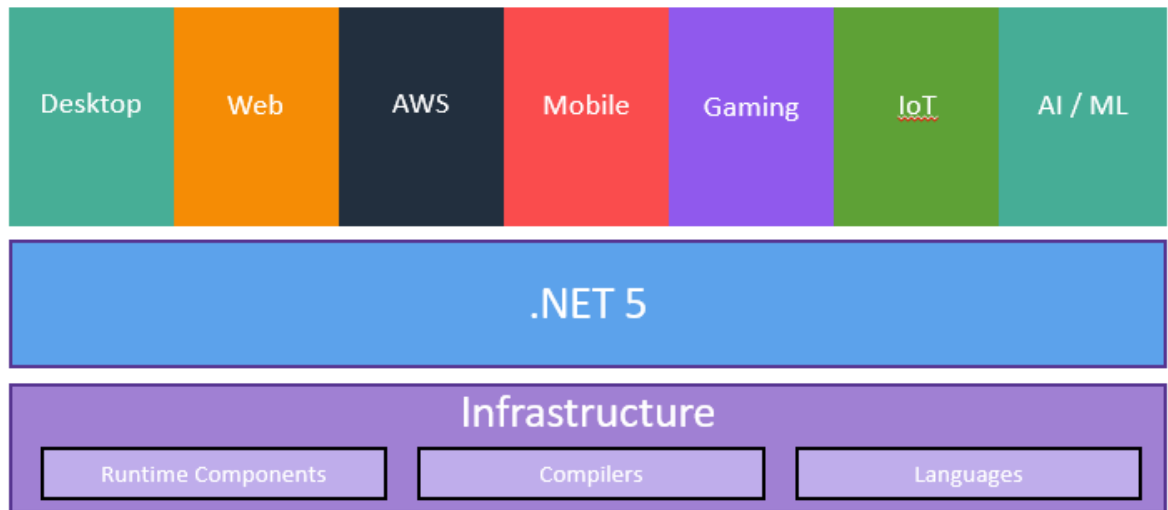 Desktop
Web
AWS
Mobile
Gaming
IoT
AI / ML
.NET 5
Infrastructure
Runtime Components
Compilers
Languages